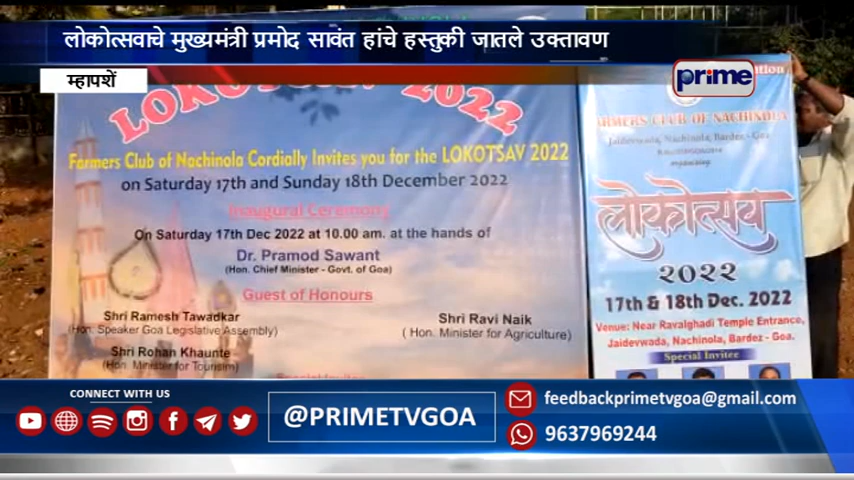 लोकोत्सवाचे मुख्यमंत्री प्रमोद सावंत हांचे हस्तुकी जातले उक्तावण
म्हापशें
prime
LOKOTSAV 2022
Farmers Club of Nachinola Cordially Invites you for the LOKOTSAV 2022
on Saturday 17th and Sunday 18th December 2022
Inaugural Ceremony
On Saturday 17th Dec 2022 at 10.00 am. at the hands of
Dr. Pramod Sawant
(Hon. Chief Minister - Govt. of Goa)
Guest of Honours
Shri Ramesh Tawadkar
(Hon. Speaker Goa Legislative Assembly)
Shri Ravi Naik
( Hon. Minister for Agriculture)
Shri Rohan Khaunte
(Hon. Minister for Tourism)
Special Invitee
FARMERS CLUB OF NACHINOLA
Jaidevwada, Nachinola, Bardez - Goa
organising
लोकोत्सव
२०२२
17th & 18th Dec. 2022
Venue: Near Ravalghadi Temple Entrance,
Jaidevwada, Nachinola, Bardez - Goa.
Special Invitee
CONNECT WITH US
@PRIMETVGOA
feedbackprimetvgoa@gmail.com
9637969244